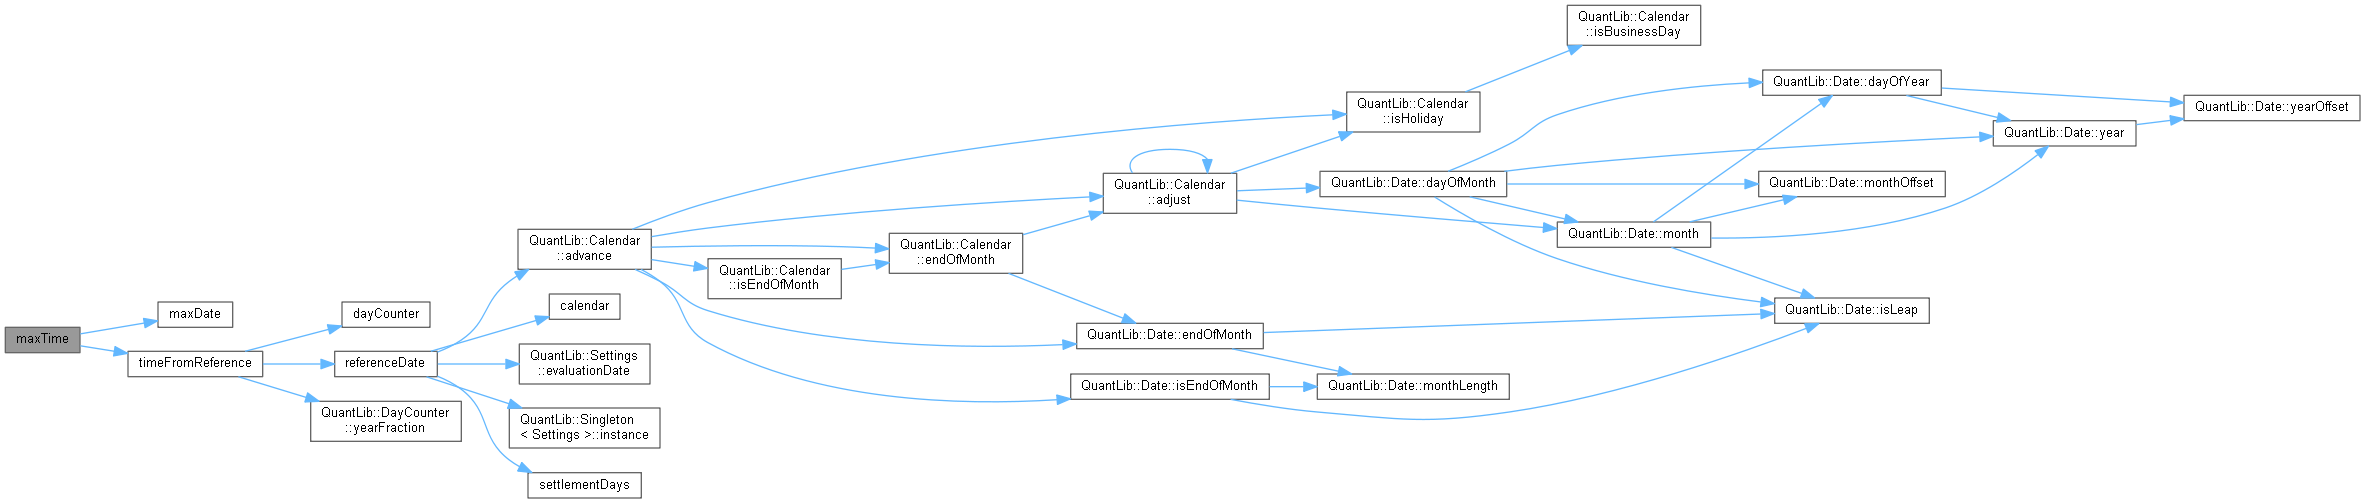 maxTime
maxDate
timeFromReference
dayCounter
referenceDate
QuantLib::DayCounter
::yearFraction
QuantLib::Calendar
::advance
calendar
QuantLib::Settings
::evaluationDate
QuantLib::Singleton
< Settings >::instance
settlementDays
QuantLib::Calendar
::isEndOfMonth
QuantLib::Calendar
::endOfMonth
QuantLib::Calendar
::adjust
QuantLib::Date::endOfMonth
QuantLib::Date::isEndOfMonth
QuantLib::Calendar
::isHoliday
QuantLib::Date::dayOfMonth
QuantLib::Date::monthLength
QuantLib::Calendar
::isBusinessDay
QuantLib::Date::month
QuantLib::Date::dayOfYear
QuantLib::Date::monthOffset
QuantLib::Date::isLeap
QuantLib::Date::year
QuantLib::Date::yearOffset